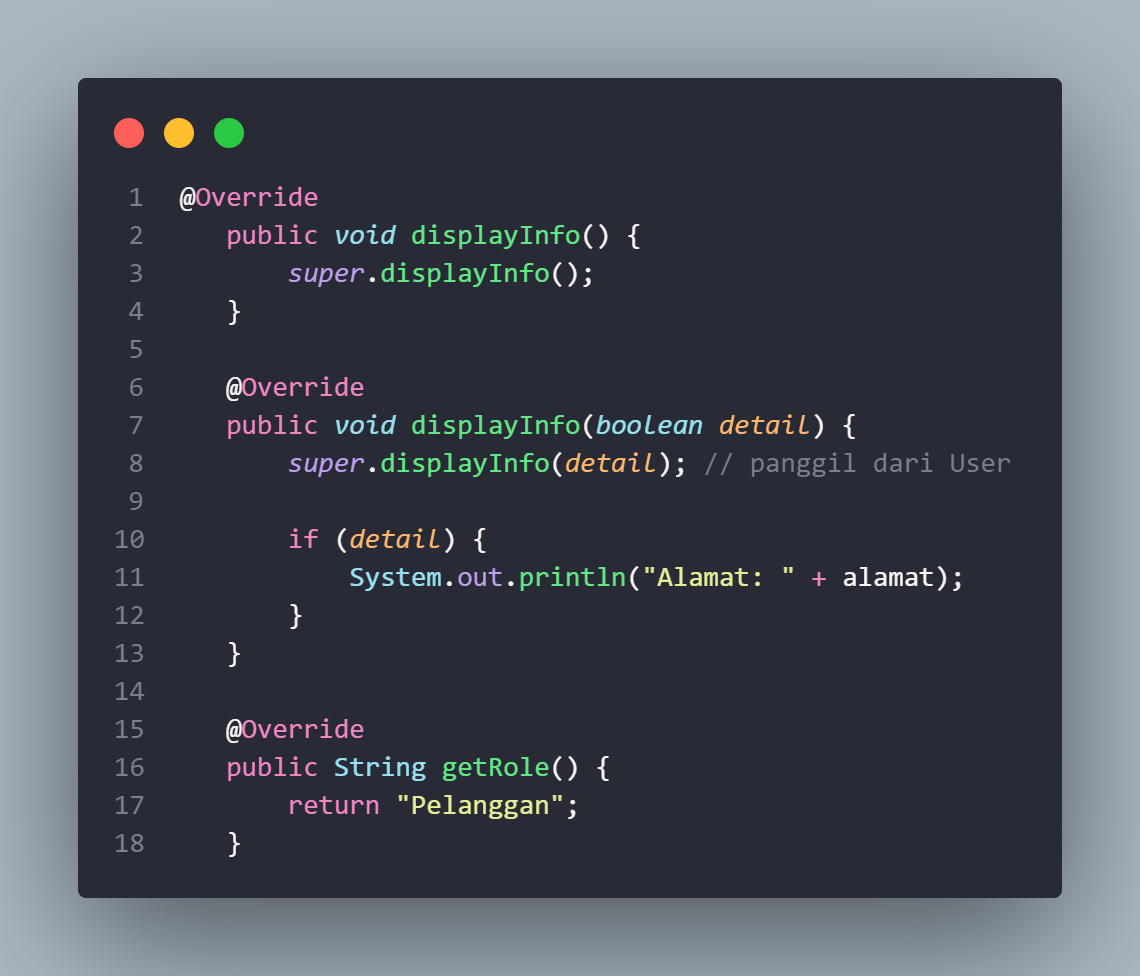 1 @Override
2 public void displayInfo() {
3 super.displayInfo();
4 }
5
6 @Override
7 public void displayInfo(boolean detail) {
8 super.displayInfo(detail); // panggil dari User
9
10 if (detail) {
11 System.out.println("Alamat: " + alamat);
12 }
13 }
14
15 @Override
16 public String getRole() {
17 return "Pelanggan";
18 }